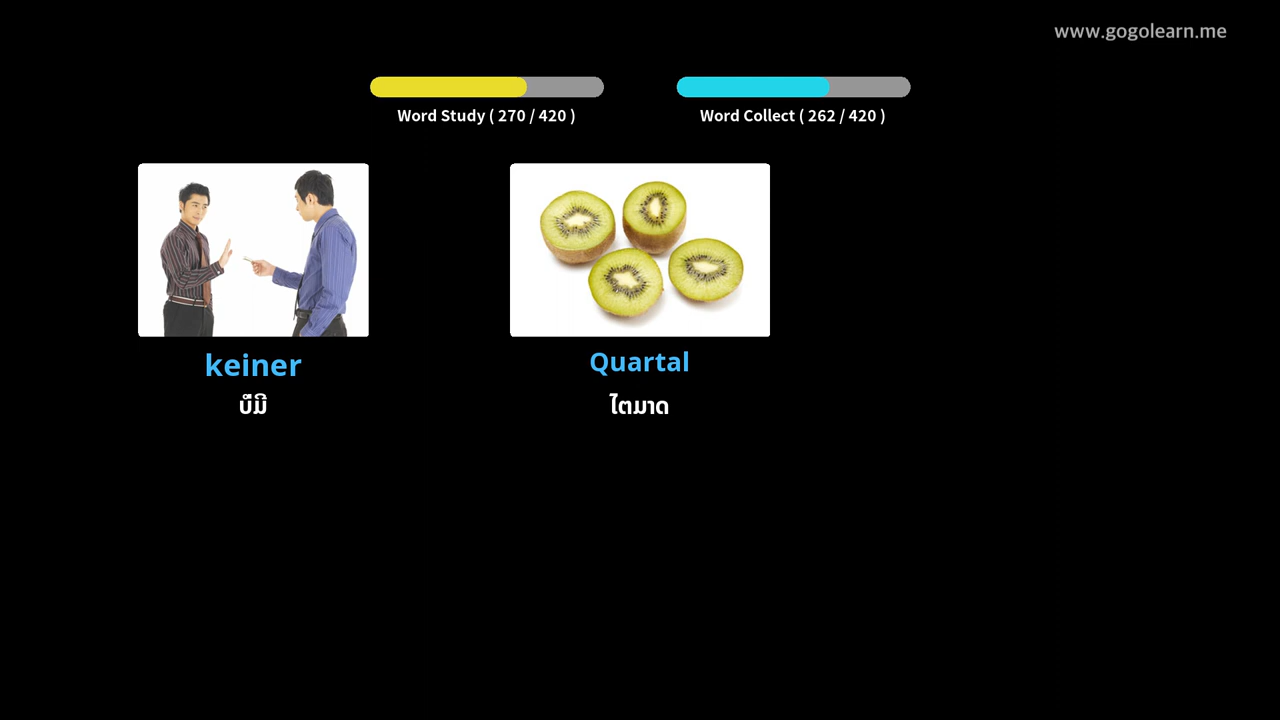 www.gogolearn.me
Word Study ( 270 / 420 )
Word Collect ( 262 / 420 )
keiner
ບໍ່ມີ
Quartal
ໄຕມາດ